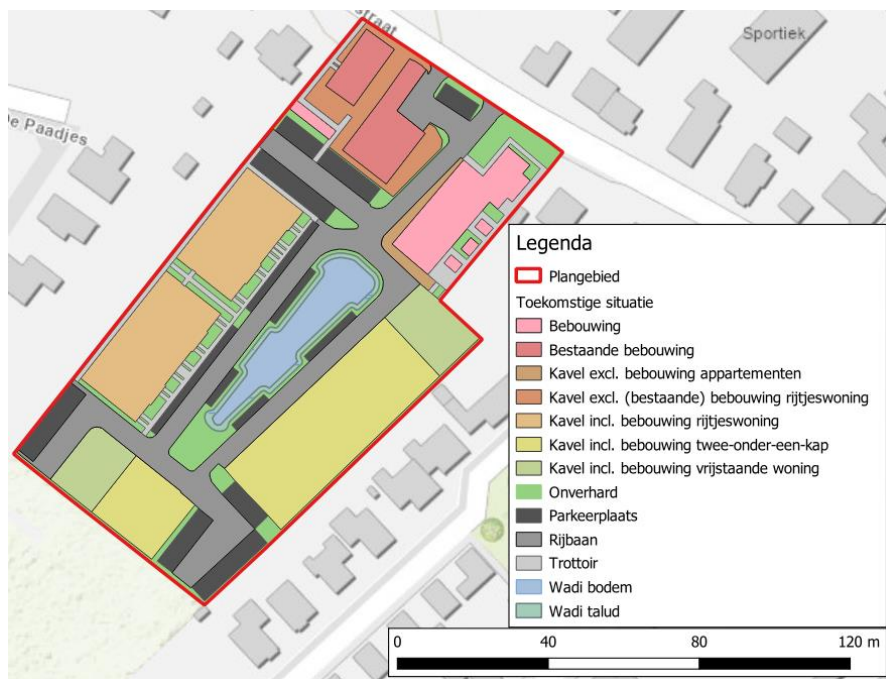 straat
Sportiek
De Paadjes
Legenda
Plangebied
Toekomstige situatie
Bebouwing
Bestaande bebouwing
Kavel excl. bebouwing appartementen
Kavel excl. (bestaande) bebouwing rijtjeswoning
Kavel incl. bebouwing rijtjeswoning
Kavel incl. bebouwing twee-onder-een-kap
Kavel incl. bebouwing vrijstaande woning
Onverhard
Parkeerplaats
Rijbaan
Trottoir
Wadi bodem
Wadi talud
0 40 80 120 m